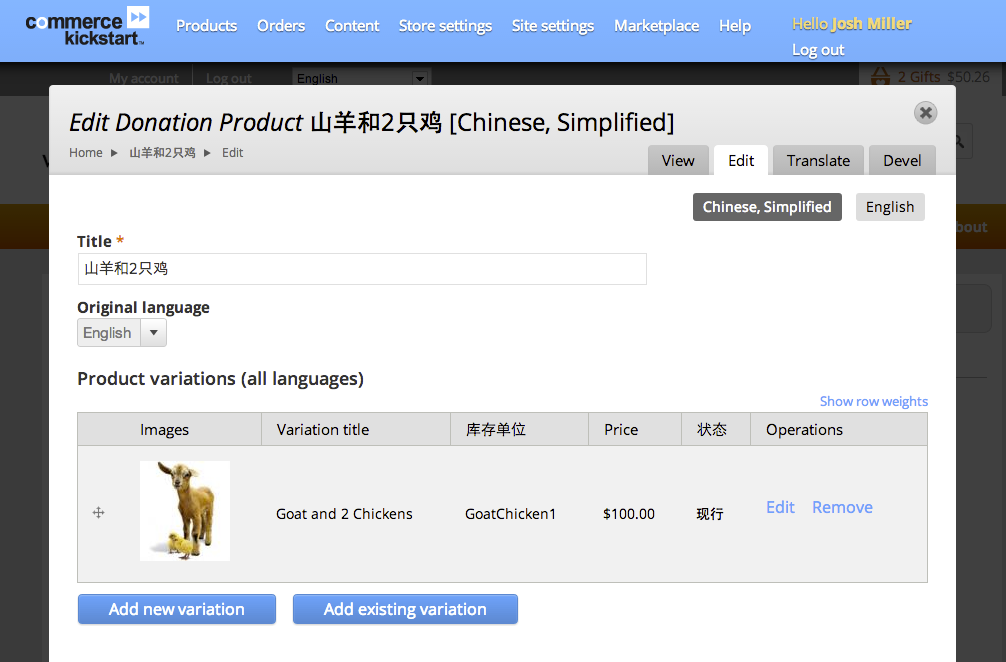 commerce
kickstart™
Products Orders Content Store settings Site settings Marketplace Help
Hello Josh Miller
Log out
My account Log out English 2 Gifts $50.26
Edit Donation Product 山羊和2只鸡 [Chinese, Simplified]
Home ▶ 山羊和2只鸡 ▶ Edit
View Edit Translate Devel
Chinese, Simplified English
bout
Title *
山羊和2只鸡
Original language
English
Product variations (all languages)
Show row weights
Images Variation title 库存单位 Price 状态 Operations
Goat and 2 Chickens GoatChicken1 $100.00 现行 Edit Remove
Add new variation Add existing variation